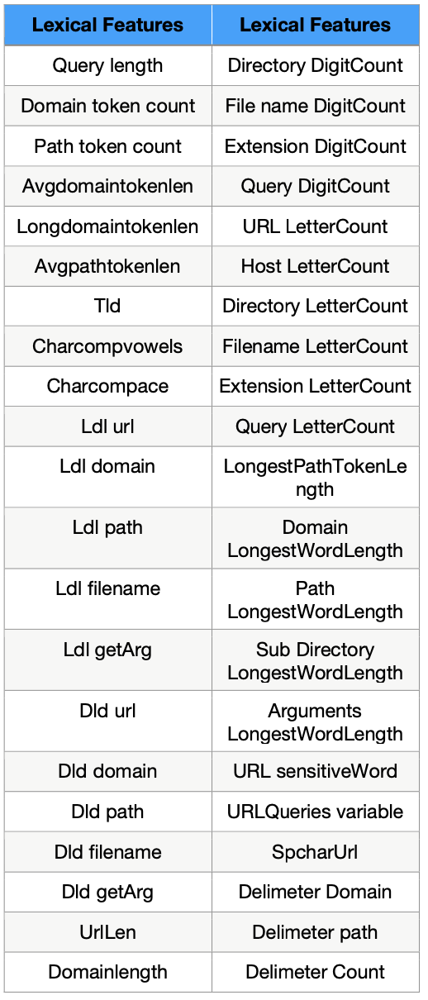 Lexical Features Lexical Features
Query length Directory DigitCount
Domain token count File name DigitCount
Path token count Extension DigitCount
Avgdomaintokenlen Query DigitCount
Longdomaintokenlen URL LetterCount
Avgpathtokenlen Host LetterCount
Tld Directory LetterCount
Charcompvowels Filename LetterCount
Charcompace Extension LetterCount
Ldl url Query LetterCount
Ldl domain LongestPathTokenLe
ngth
Ldl path Domain
LongestWordLength
Ldl filename Path
LongestWordLength
Ldl getArg Sub Directory
LongestWordLength
Dld url Arguments
LongestWordLength
Dld domain URL sensitiveWord
Dld path URLQueries variable
Dld filename SpcharUrl
Dld getArg Delimeter Domain
UrlLen Delimeter path
Domainlength Delimeter Count